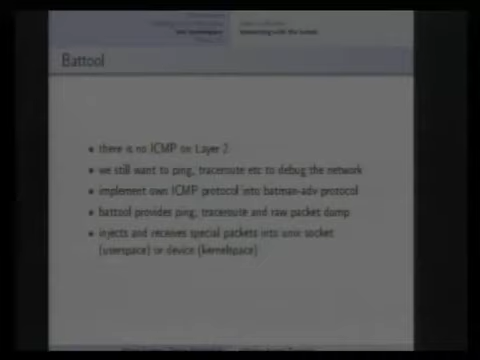 Battool
there is no ICMP on Layer 2
we still want to ping, traceroute etc to debug the network
implement own ICMP protocol into batman-adv protocol
battool provides ping, traceroute and raw packet dump
injects and receives special packets into unix socket
(userspace) or device (kernelspace)